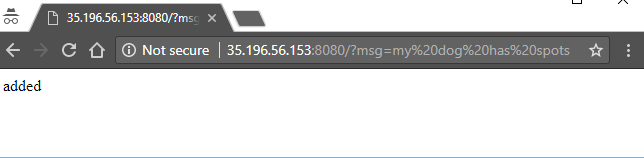 35.196.56.153:8080/?msg
Not secure 35.196.56.153:8080/?msg=my%20dog%20has%20spots
added